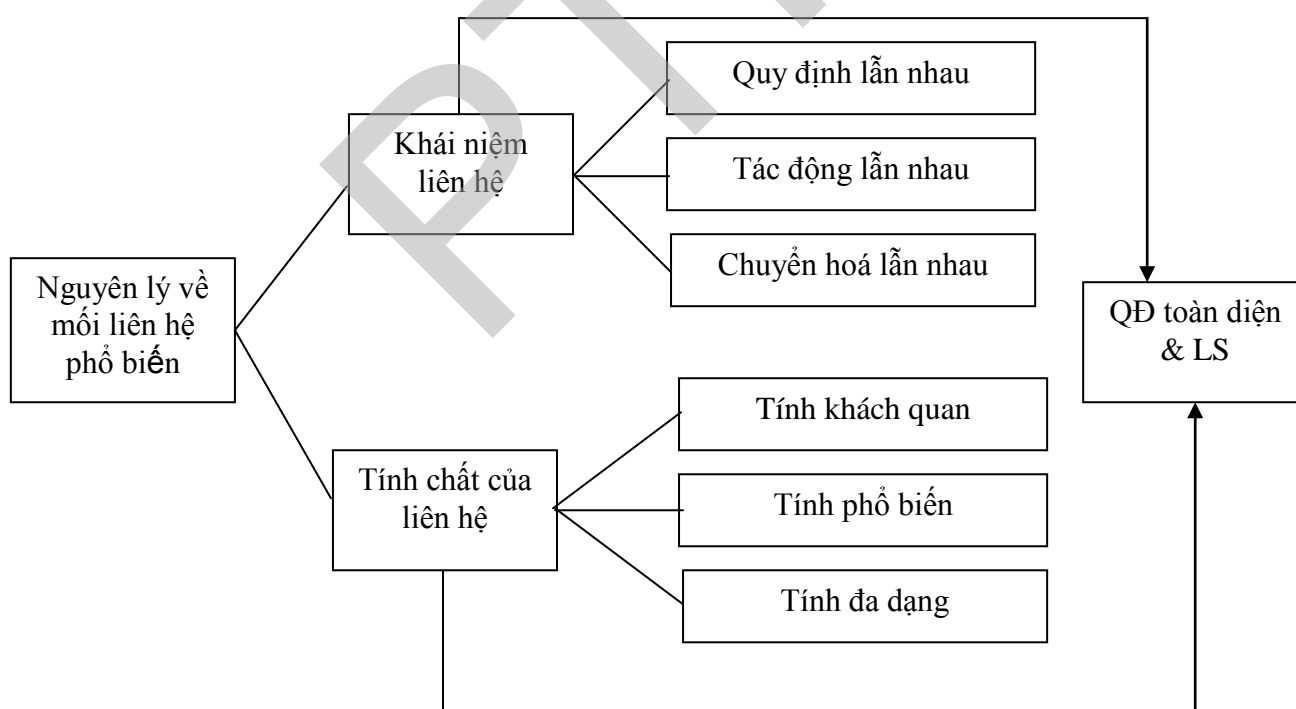 Quy định lẫn nhau
Khái niệm
liên hệ
Tác động lẫn nhau
Chuyển hoá lẫn nhau
Nguyên lý về
mối liên hệ
phổ biến
QĐ toàn diện
& LS
Tính khách quan
Tính chất của
liên hệ
Tính phổ biến
Tính đa dạng